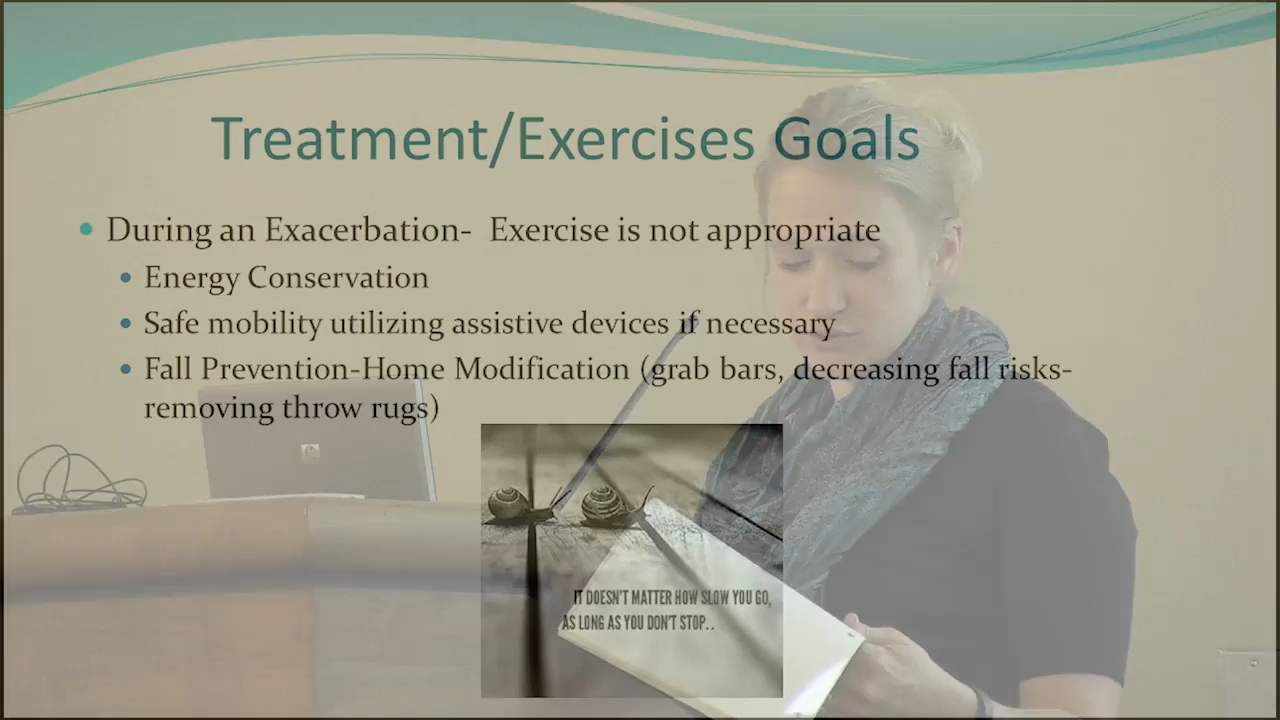 Treatment/Exercises Goals
During an Exacerbation- Exercise is not appropriate
Energy Conservation
Safe mobility utilizing assistive devices if necessary
Fall Prevention-Home Modification (grab bars, decreasing fall risks-
removing throw rugs)
IT DOESN'T MATTER HOW SLOW YOU GO,
AS LONG AS YOU DON'T STOP..